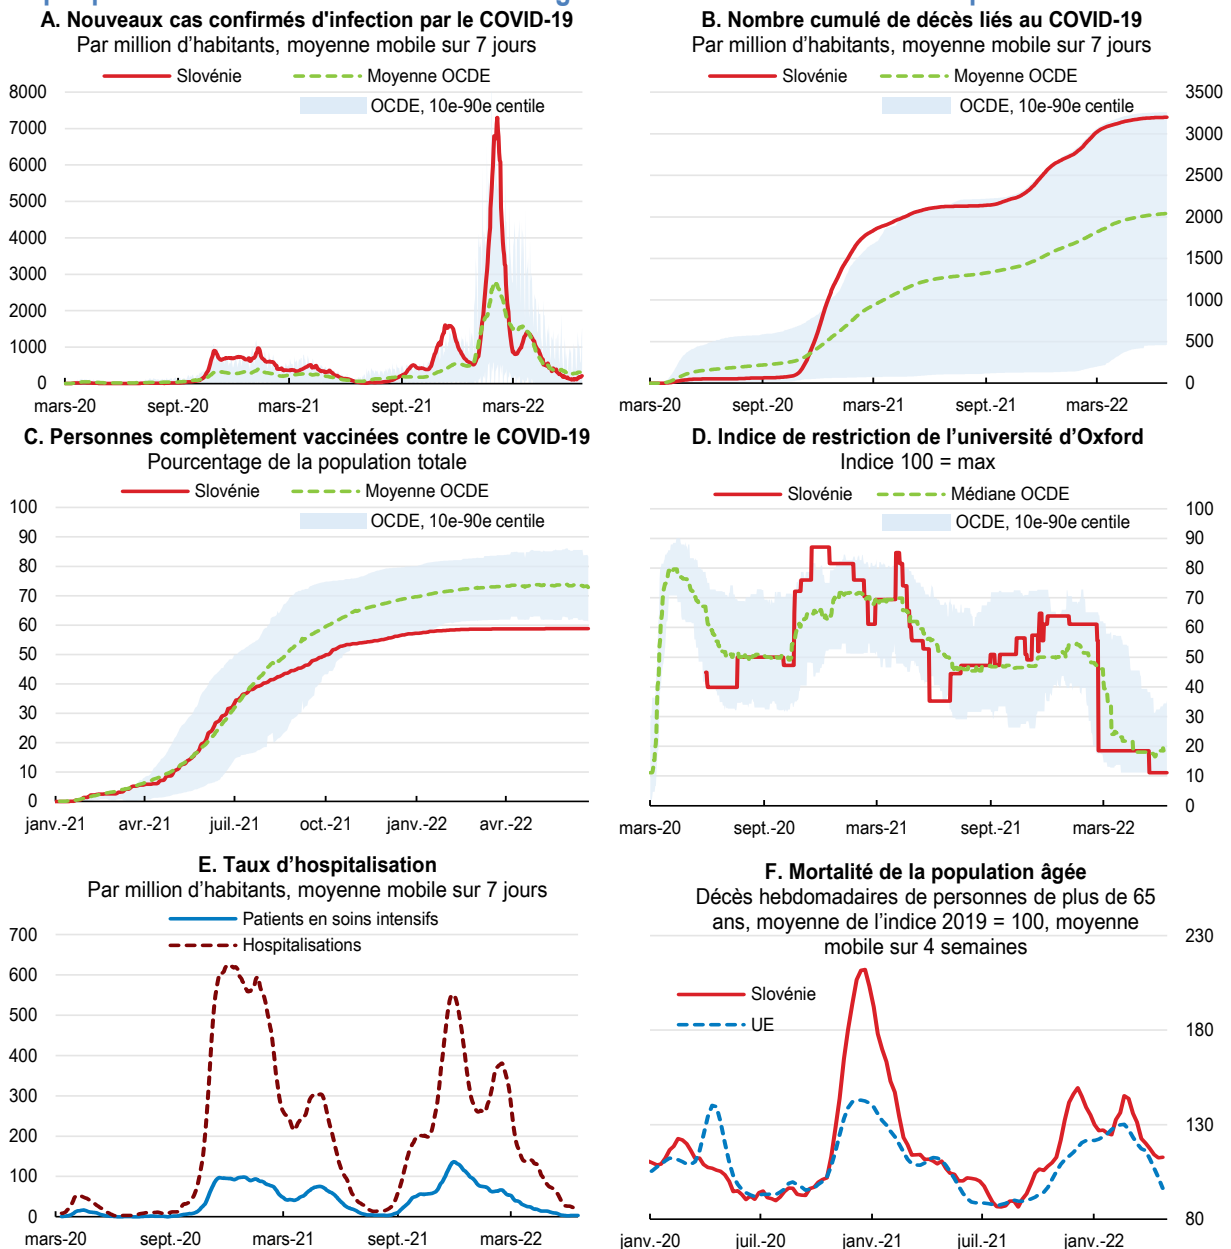 A. Nouveaux cas confirmés d'infection par le COVID-19
Par million d'habitants, moyenne mobile sur 7 jours
Slovénie
Moyenne OCDE
OCDE, 10e-90e centile
8000
7000
6000
5000
4000
3000
2000
1000
0
mars-20
sept.-20
mars-21
sept.-21
mars-22
B. Nombre cumulé de décès liés au COVID-19
Par million d'habitants, moyenne mobile sur 7 jours
Slovénie
Moyenne OCDE
OCDE, 10e-90e centile
3500
3000
2500
2000
1500
1000
500
0
mars-20
sept.-20
mars-21
sept.-21
mars-22
C. Personnes complètement vaccinées contre le COVID-19
Pourcentage de la population totale
Slovénie
Moyenne OCDE
OCDE, 10e-90e centile
100
90
80
70
60
50
40
30
20
10
0
janv.-21
avr.-21
juil.-21
oct.-21
janv.-22
avr.-22
D. Indice de restriction de l'université d'Oxford
Indice 100 = max
Slovénie
Médiane OCDE
OCDE, 10e-90e centile
100
90
80
70
60
50
40
30
20
10
0
mars-20
sept.-20
mars-21
sept.-21
mars-22
E. Taux d'hospitalisation
Par million d'habitants, moyenne mobile sur 7 jours
Patients en soins intensifs
Hospitalisations
700
600
500
400
300
200
100
0
mars-20
sept.-20
mars-21
sept.-21
mars-22
F. Mortalité de la population âgée
Décès hebdomadaires de personnes de plus de 65
ans, moyenne de l'indice 2019 = 100, moyenne
mobile sur 4 semaines
Slovénie
UE
230
180
130
80
janv.-20
juil.-20
janv.-21
juil.-21
janv.-22